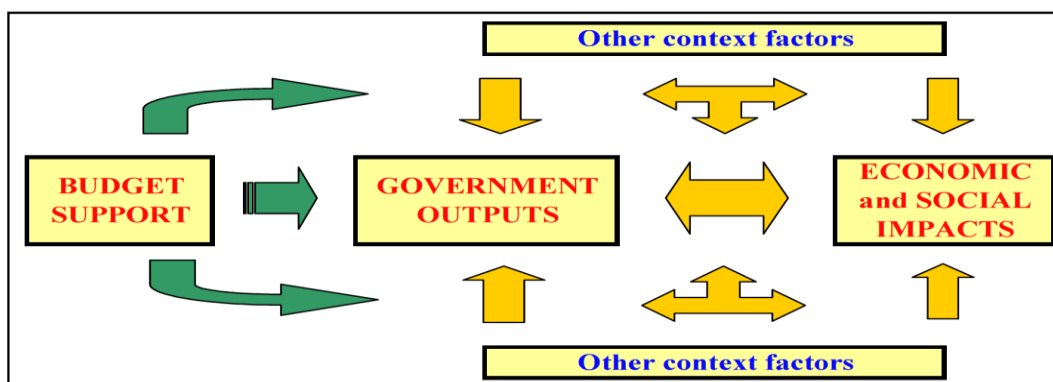 Other context factors
BUDGET
SUPPORT
GOVERNMENT
OUTPUTS
ECONOMIC
and SOCIAL
IMPACTS
Other context factors